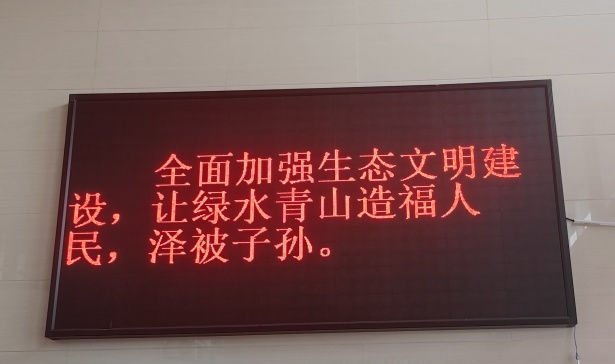 全面加强生态文明建
设，让绿水青山造福人
民，泽被子孙。